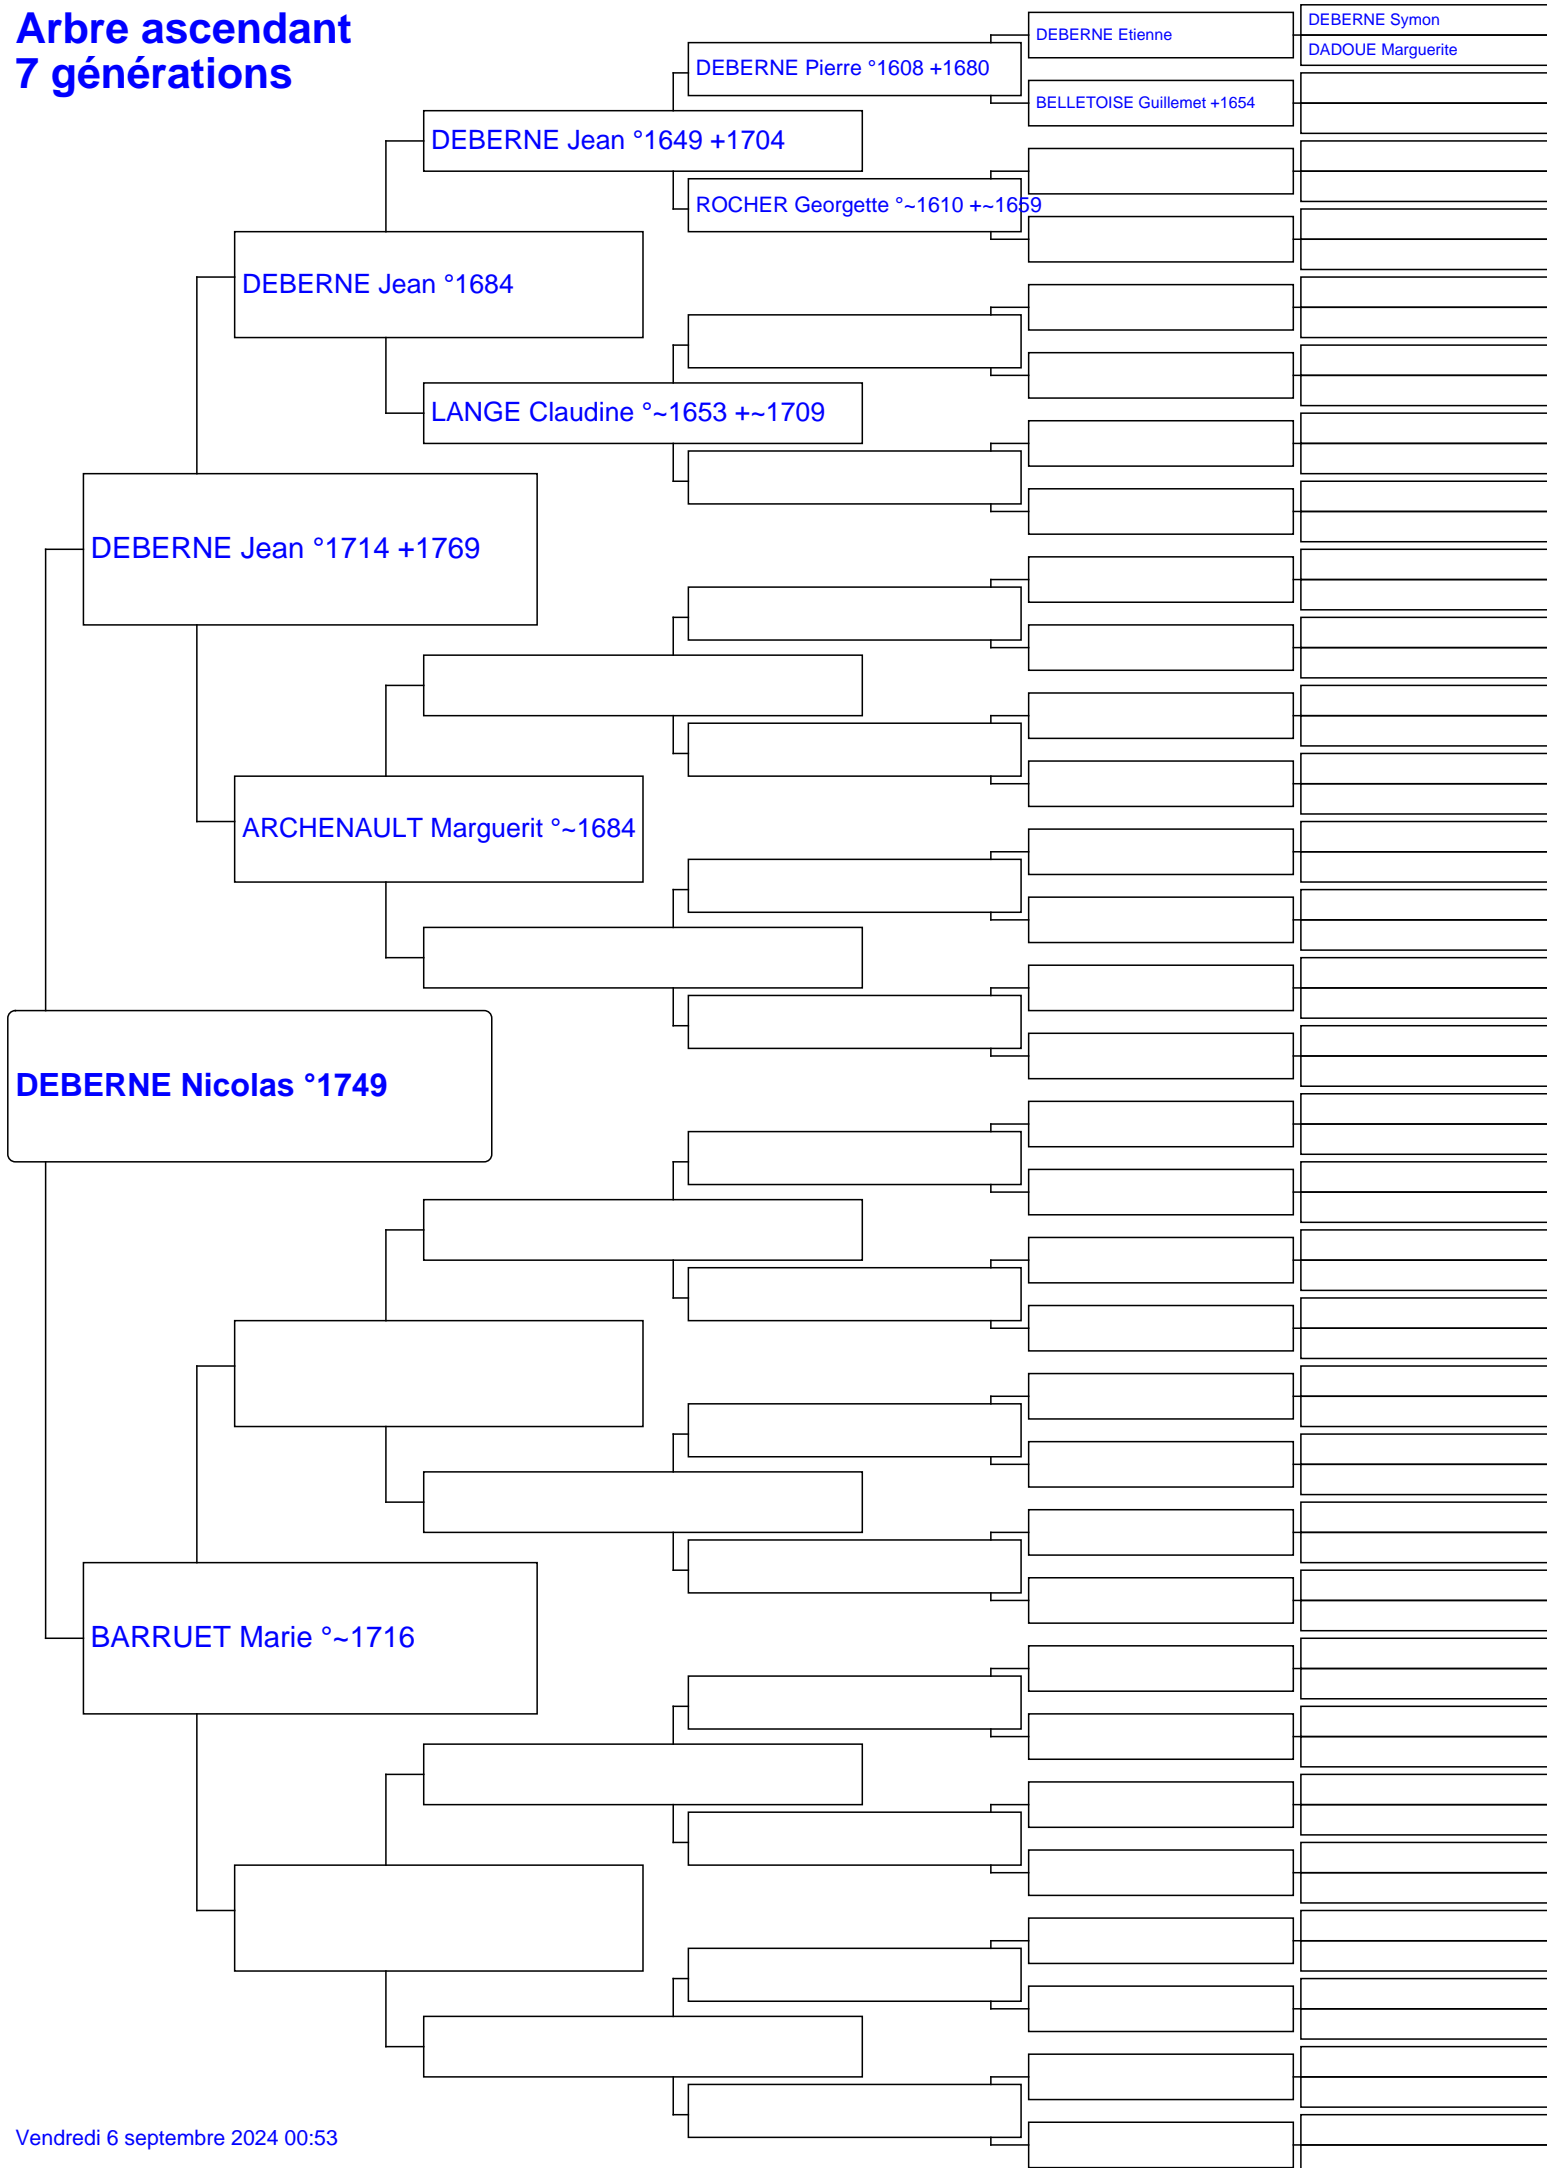 Arbre ascendant
7 générations
DEBERNE Symon
DEBERNE Etienne
DADOUE Marguerite
DEBERNE Pierre °1608 +1680
BELLETOISE Guillemet +1654
DEBERNE Jean °1649 +1704
ROCHER Georgette °~1610 +~1659
DEBERNE Jean °1684
LANGE Claudine °~1653 +~1709
DEBERNE Jean °1714 +1769
ARCHENAULT Marguerit °~1684
DEBERNE Nicolas °1749
BARRUET Marie °~1716
Vendredi 6 septembre 2024 00:53